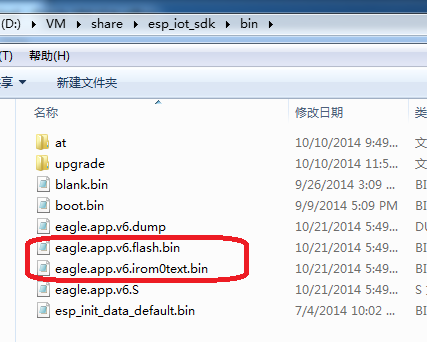 (D:) ▸ VM ▸ share ▸ esp_iot_sdk ▸ bin ▸
(T) 帮助(H)
享 ▼ 新建文件夹
名称 修改日期 类
at 10/10/2014 9:49... 文
upgrade 10/10/2014 11:5... 文
blank.bin 9/26/2014 3:09 ... BI
boot.bin 9/9/2014 5:09 PM BI
eagle.app.v6.dump 10/21/2014 5:49... DU
eagle.app.v6.flash.bin 10/21/2014 5:49... BI
eagle.app.v6.irom0text.bin 10/21/2014 5:49... BI
eagle.app.v6.S 10/21/2014 5:49... S
esp_init_data_default.bin 7/4/2014 10:02 ... BI